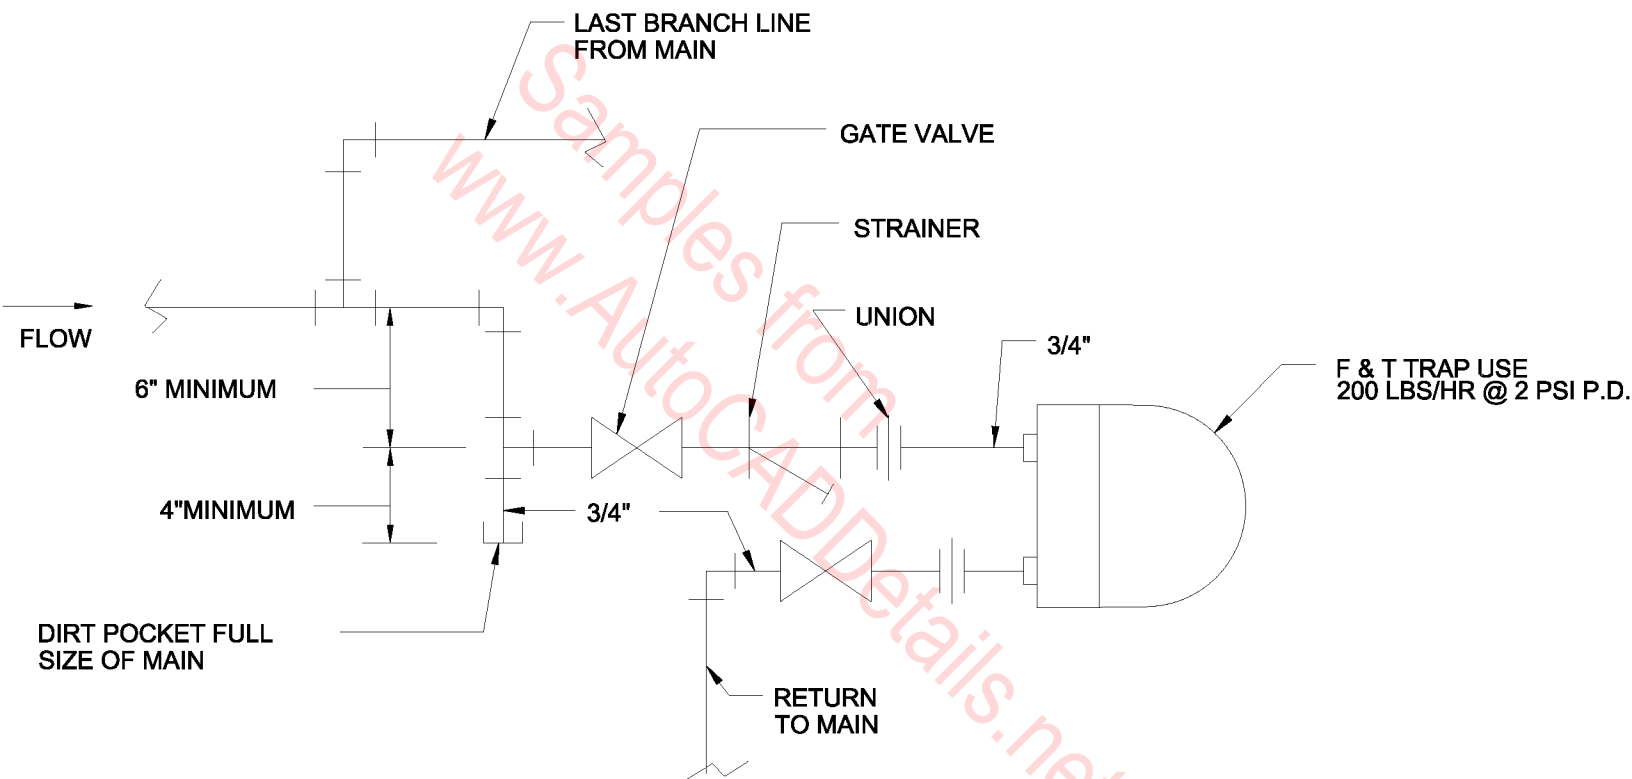 LAST BRANCH LINE
FROM MAIN
GATE VALVE
STRAINER
UNION
3/4"
F & T TRAP USE
200 LBS/HR @ 2 PSI P.D.
FLOW
6" MINIMUM
4"MINIMUM
3/4"
DIRT POCKET FULL
SIZE OF MAIN
RETURN
TO MAIN
Samples from
www.AutoCADDetails.net